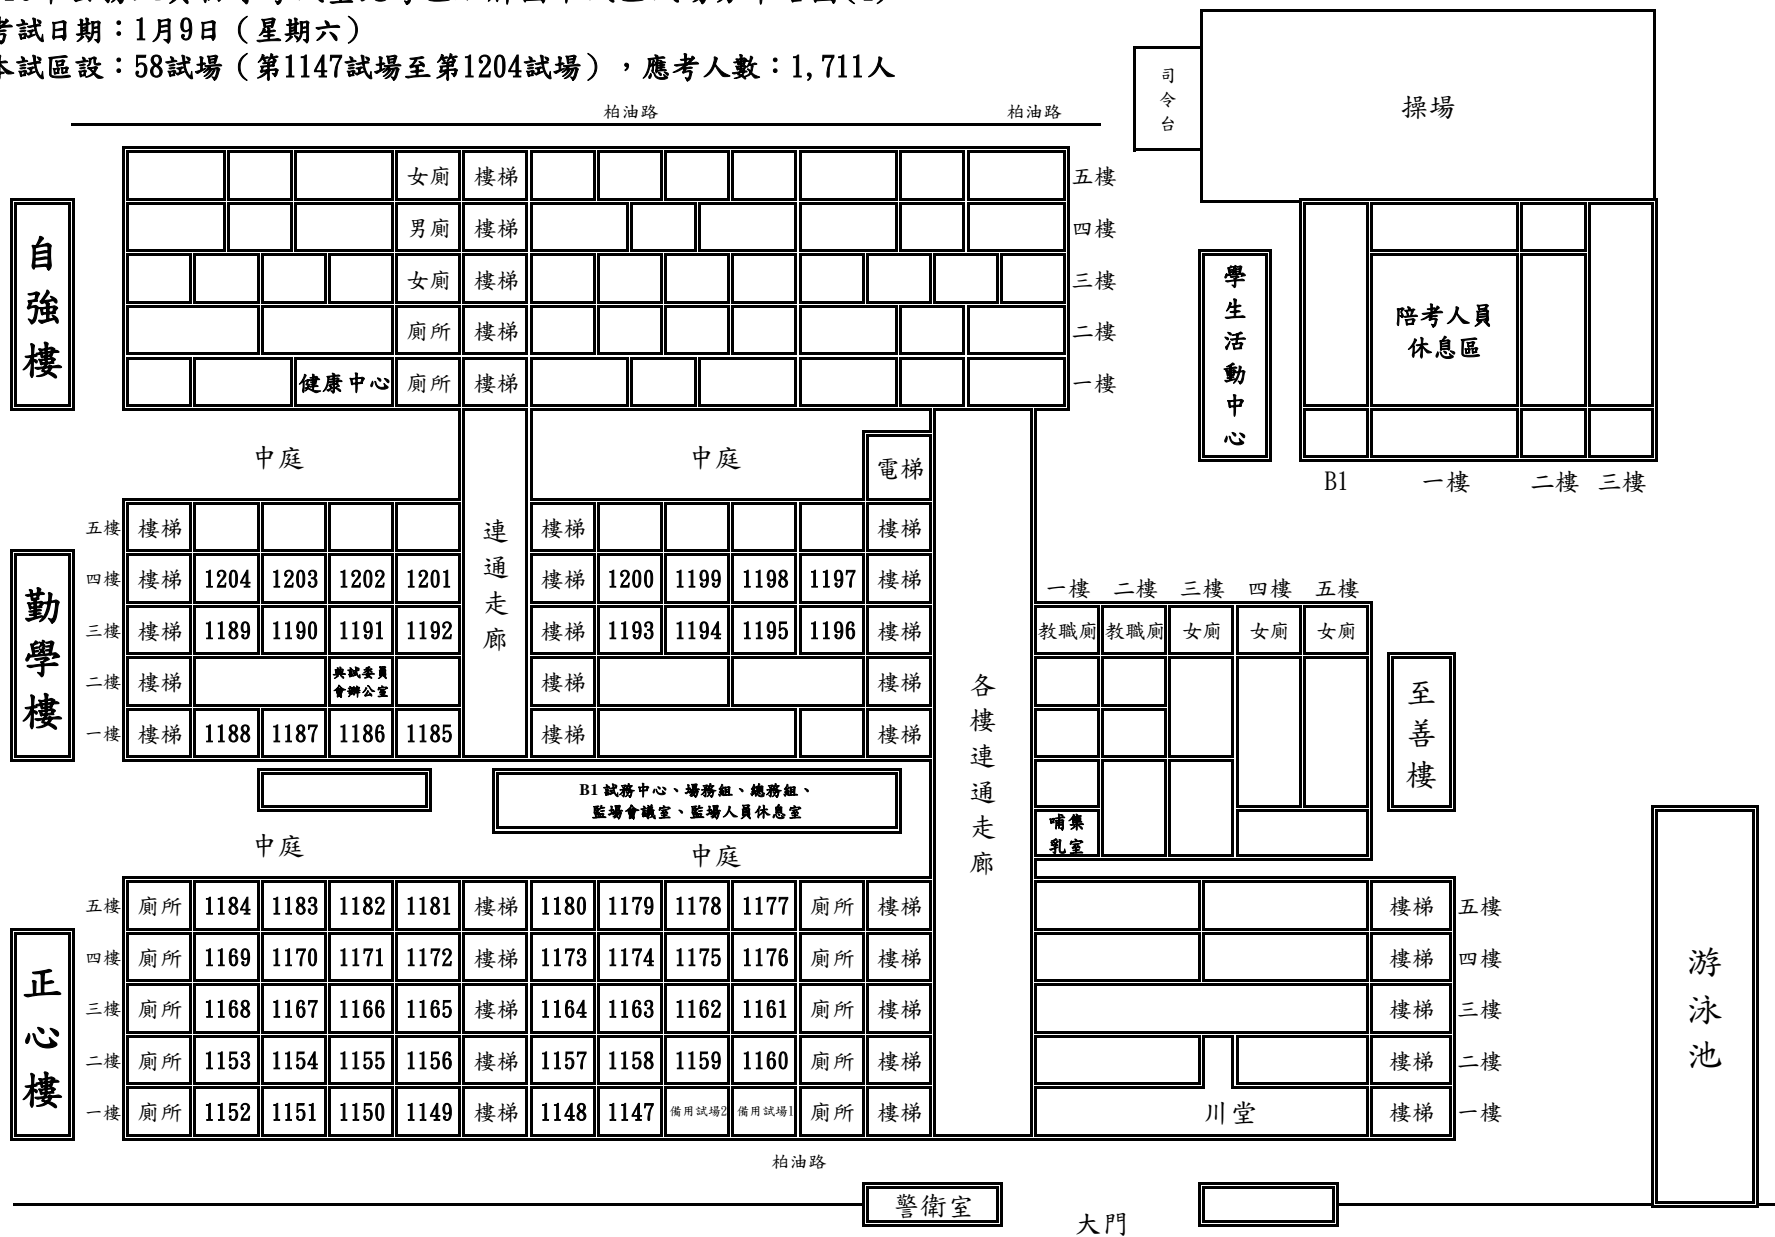 考試日期：1月9日（星期六）
本試區設：58試場（第1147試場至第1204試場），應考人數：1,711人
柏油路 柏油路
司令台
操場
自強樓
女廁 樓梯 五樓
男廁 樓梯 四樓
女廁 樓梯 三樓
廁所 樓梯 二樓
健康中心 廁所 樓梯 一樓
學生活動中心
陪考人員
休息區
B1 一樓 二樓 三樓
中庭 中庭 電梯
連通走廊
各樓連通走廊
勤學樓
五樓 樓梯 樓梯 樓梯
四樓 樓梯 1204 1203 1202 1201 樓梯 1200 1199 1198 1197 樓梯
三樓 樓梯 1189 1190 1191 1192 樓梯 1193 1194 1195 1196 樓梯
二樓 樓梯 典試委員 樓梯 樓梯
會辦公室
一樓 樓梯 1188 1187 1186 1185 樓梯 樓梯
一樓 二樓 三樓 四樓 五樓
教職廁 教職廁 女廁 女廁 女廁
至善樓
哺集
乳室
B1 試務中心、場務組、總務組、
監場會議室、監場人員休息室
中庭 中庭
正心樓
五樓 廁所 1184 1183 1182 1181 樓梯 1180 1179 1178 1177 廁所 樓梯 樓梯 五樓
四樓 廁所 1169 1170 1171 1172 樓梯 1173 1174 1175 1176 廁所 樓梯 樓梯 四樓
三樓 廁所 1168 1167 1166 1165 樓梯 1164 1163 1162 1161 廁所 樓梯 樓梯 三樓
二樓 廁所 1153 1154 1155 1156 樓梯 1157 1158 1159 1160 廁所 樓梯 樓梯 二樓
一樓 廁所 1152 1151 1150 1149 樓梯 1148 1147 備用試場2 備用試場1 廁所 樓梯 川堂 樓梯 一樓
游泳池
柏油路
警衛室
大門